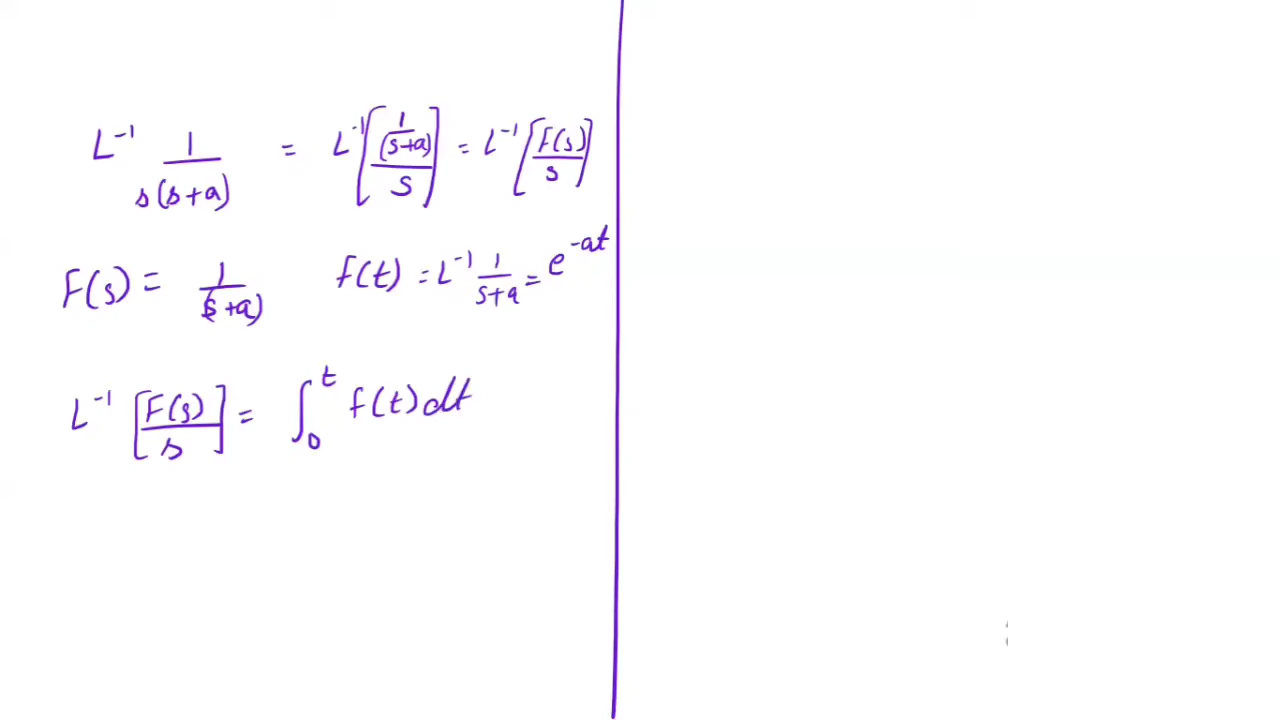 L⁻¹ 1/s(s+a) = L⁻¹[1/(s+a)/s] = L⁻¹[F(s)/s]
F(s) = 1/(s+a) f(t) = L⁻¹ 1/s+a = e^-at
L⁻¹ [F(s)/s] = ∫₀ᵗ f(t)dt